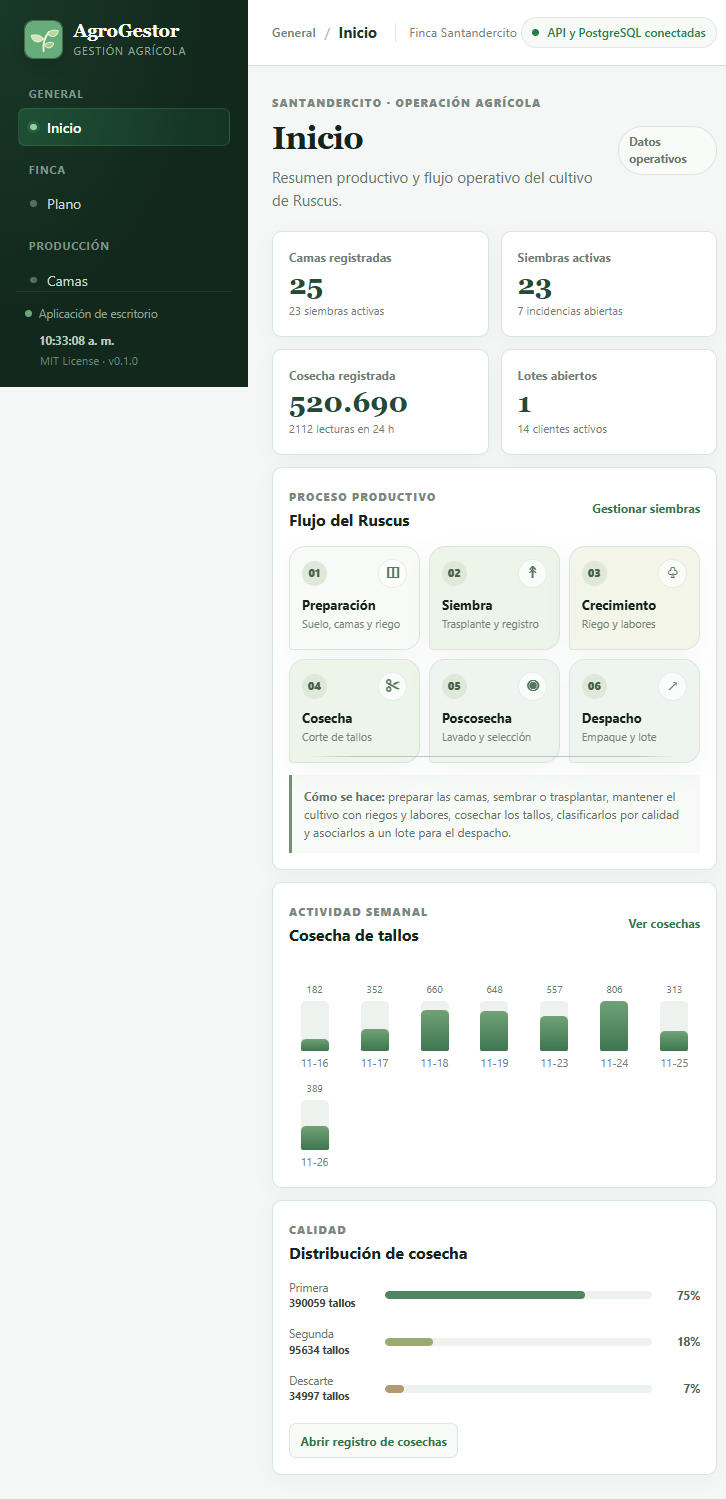 AgroGestor
GESTIÓN AGRÍCOLA
GENERAL
Inicio
FINCA
Plano
PRODUCCIÓN
Camas
Aplicación de escritorio
10:33:08 a. m.
MIT License · v0.1.0
General / Inicio
Finca Santandercito
API y PostgreSQL conectadas
SANTANDERCITO · OPERACIÓN AGRÍCOLA
Inicio
Resumen productivo y flujo operativo del cultivo
de Ruscus.
Datos
operativos
Camas registradas
25
23 siembras activas
Siembras activas
23
7 incidencias abiertas
Cosecha registrada
520.690
2112 lecturas en 24 h
Lotes abiertos
1
14 clientes activos
PROCESO PRODUCTIVO
Flujo del Ruscus
Gestionar siembras
01
Preparación
Suelo, camas y riego
02
Siembra
Trasplante y registro
03
Crecimiento
Riego y labores
04
Cosecha
Corte de tallos
05
Poscosecha
Lavado y selección
06
Despacho
Empaque y lote
Cómo se hace: preparar las camas, sembrar o trasplantar, mantener el
cultivo con riegos y labores, cosechar los tallos, clasificarlos por calidad
y asociarlos a un lote para el despacho.
ACTIVIDAD SEMANAL
Cosecha de tallos
Ver cosechas
182 352 660 648 557 806 313
11-16 11-17 11-18 11-19 11-23 11-24 11-25
389
11-26
CALIDAD
Distribución de cosecha
Primera
390059 tallos
75%
Segunda
95634 tallos
18%
Descarte
34997 tallos
7%
Abrir registro de cosechas